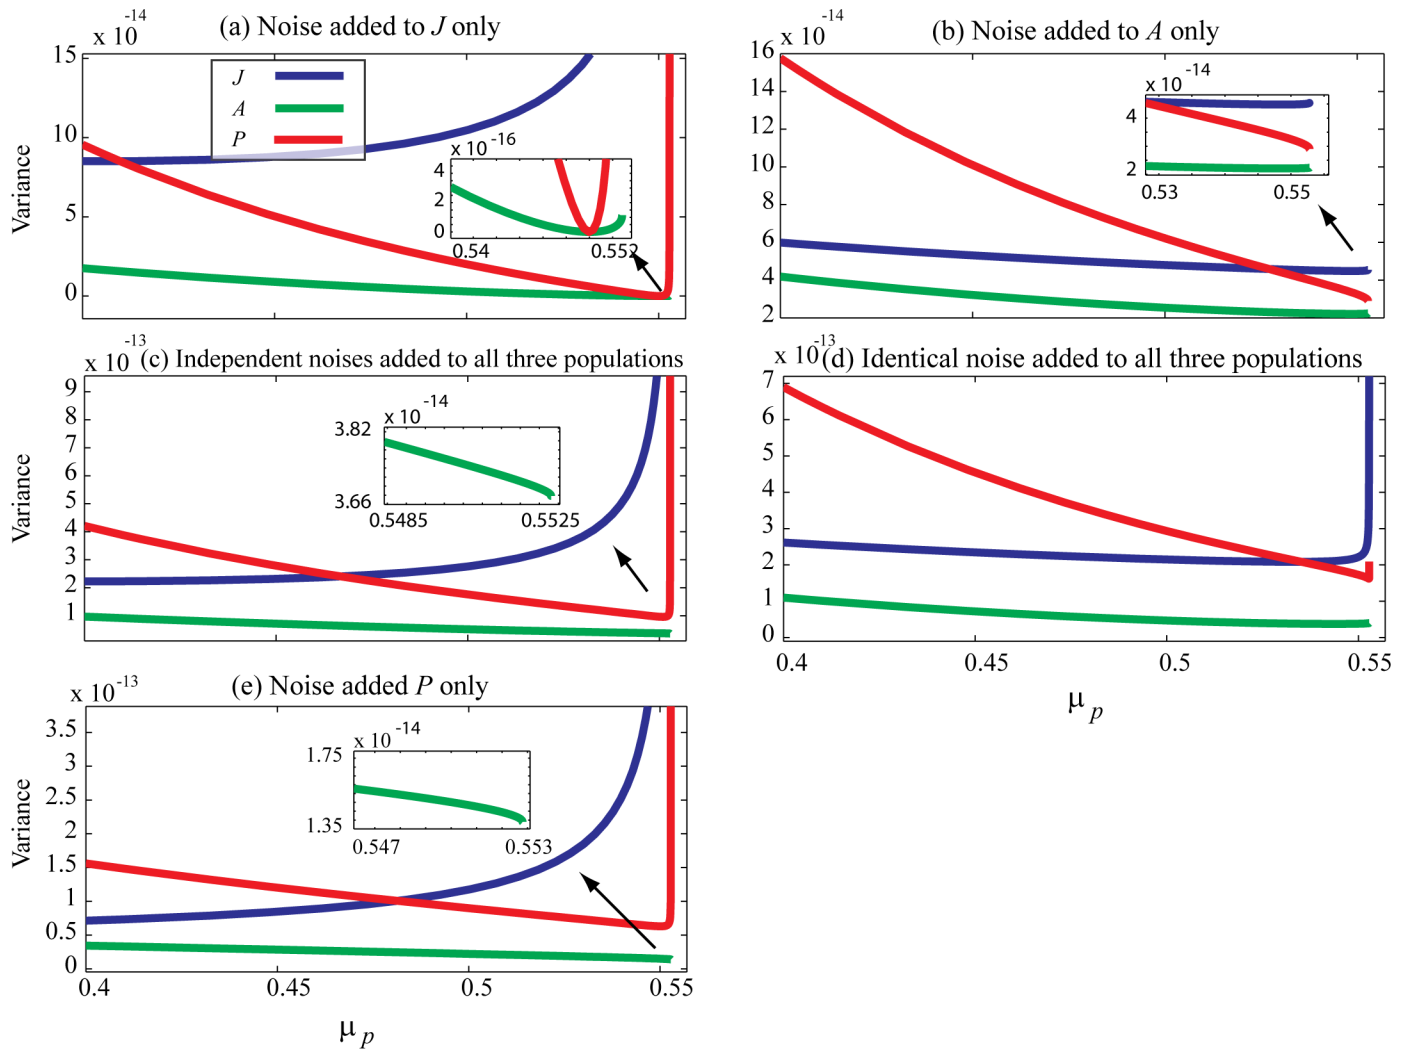 (a) Noise added to J only
x 10 -14
15
10
5
0
Variance
J
A
P
x 10 -16
4
2
0
0.54
0.552
(b) Noise added to A only
x 10 -14
16
14
12
10
8
6
4
2
x 10 -14
4
2
0.53
0.55
(c) Independent noises added to all three populations
x 10 -13
9
8
7
6
5
4
3
2
1
Variance
x 10 -14
3.82
3.66
0.5485
0.5525
(d) Identical noise added to all three populations
x 10 -13
7
6
5
4
3
2
1
0
0.4
0.45
0.5
0.55
μ p
(e) Noise added P only
x 10 -13
3.5
3
2.5
2
1.5
1
0.5
0
Variance
x 10 -14
1.75
1.35
0.547
0.553
0.4
0.45
0.5
0.55
μ p